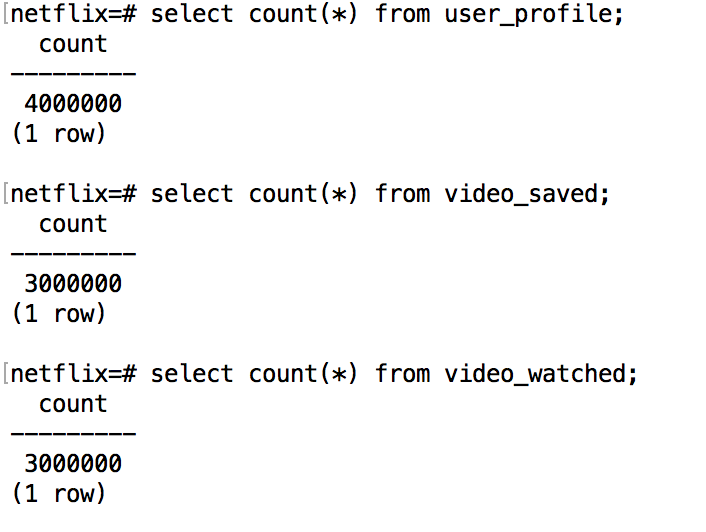 [netflix=# select count(*) from user_profile;
  count
---------
 4000000
(1 row)

[netflix=# select count(*) from video_saved;
  count
---------
 3000000
(1 row)

[netflix=# select count(*) from video_watched;
  count
---------
 3000000
(1 row)